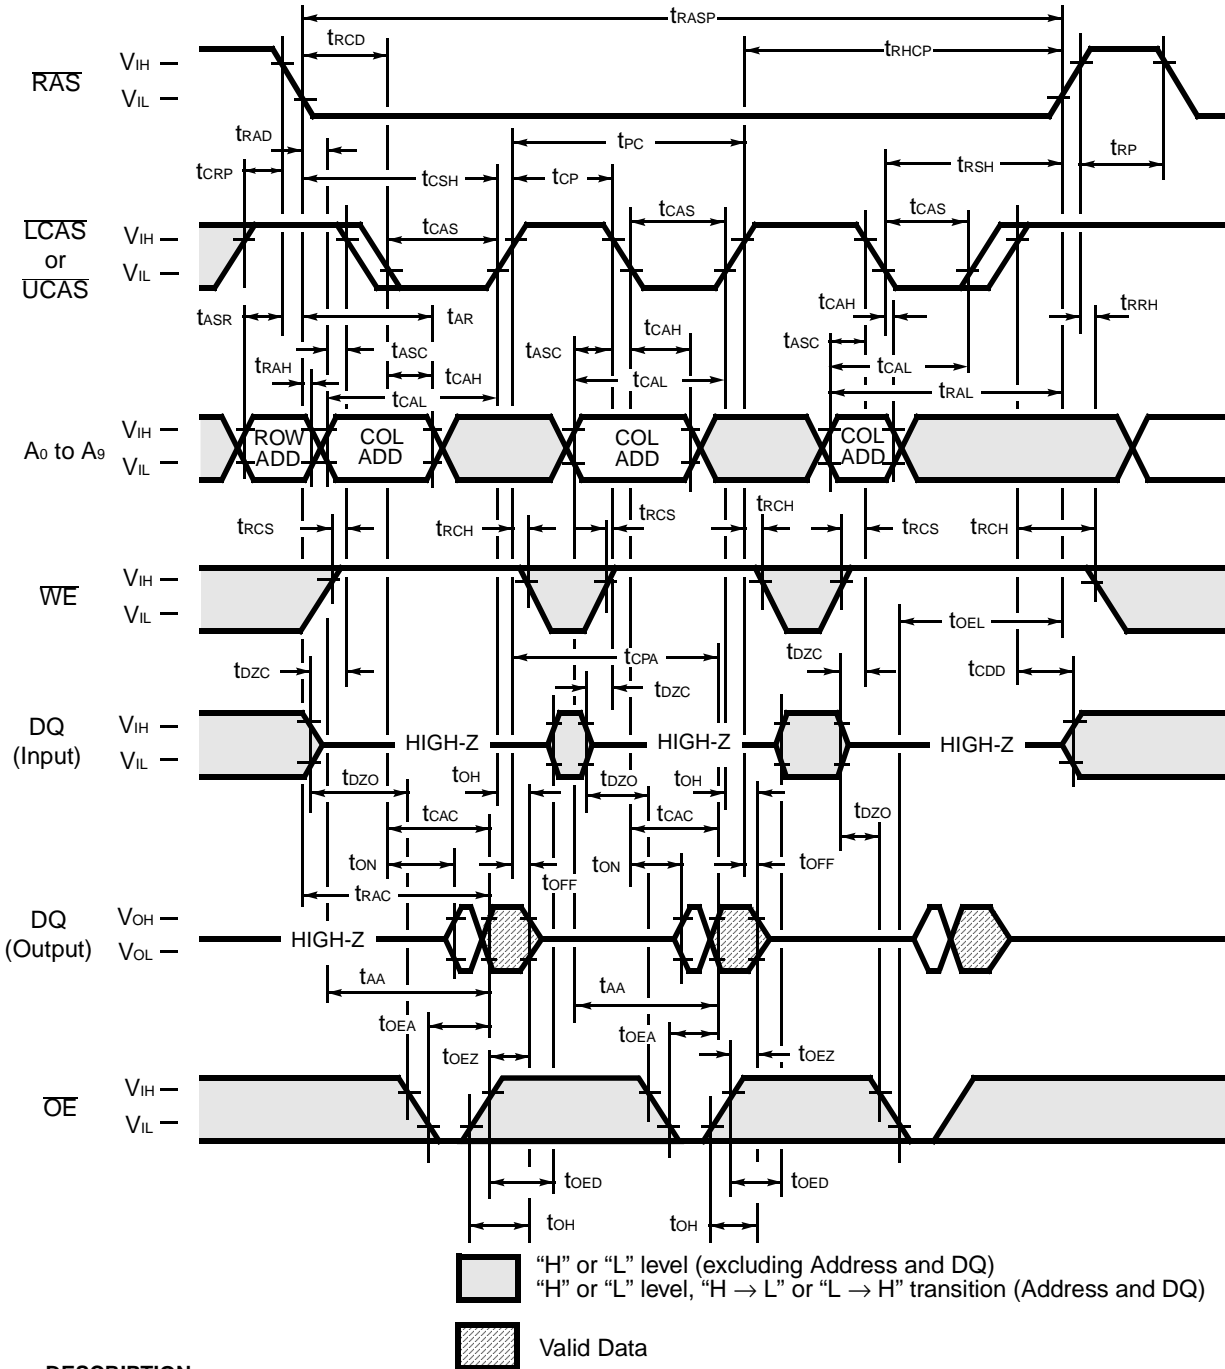 tRASP
tRCD
tRHCP
RAS
VIH
VIL
tRAD
tPC
tRP
tCRP
tCSH
tCP
tRSH
tCAS
tCAS
LCAS
or
UCAS
VIH
VIL
tCAS
tASR
tAR
tCAH
tCAH
tRRH
tRAH
tASC
tASC
tASC
tCAH
tCAL
tCAL
tCAL
tRAL
A0 to A9
VIH
VIL
ROW
ADD
COL
ADD
COL
ADD
COL
ADD
tRCS
tRCH
tRCS
tRCH
tRCS
tRCH
WE
VIH
VIL
tOEL
tDZC
tCPA
tDZC
tDZC
tCDD
DQ
(Input)
VIH
VIL
HIGH-Z
HIGH-Z
HIGH-Z
tDZO
tOH
tDZO
tOH
tDZO
tCAC
tCAC
tON
tOFF
tON
tOFF
tRAC
DQ
(Output)
VOH
VOL
HIGH-Z
tAA
tAA
tOEA
tOEZ
tOEA
tOEZ
OE
VIH
VIL
tOED
tOED
tOH
tOH
“H” or “L” level (excluding Address and DQ)
“H” or “L” level, “H → L” or “L → H” transition (Address and DQ)
Valid Data
DESCRIPTION